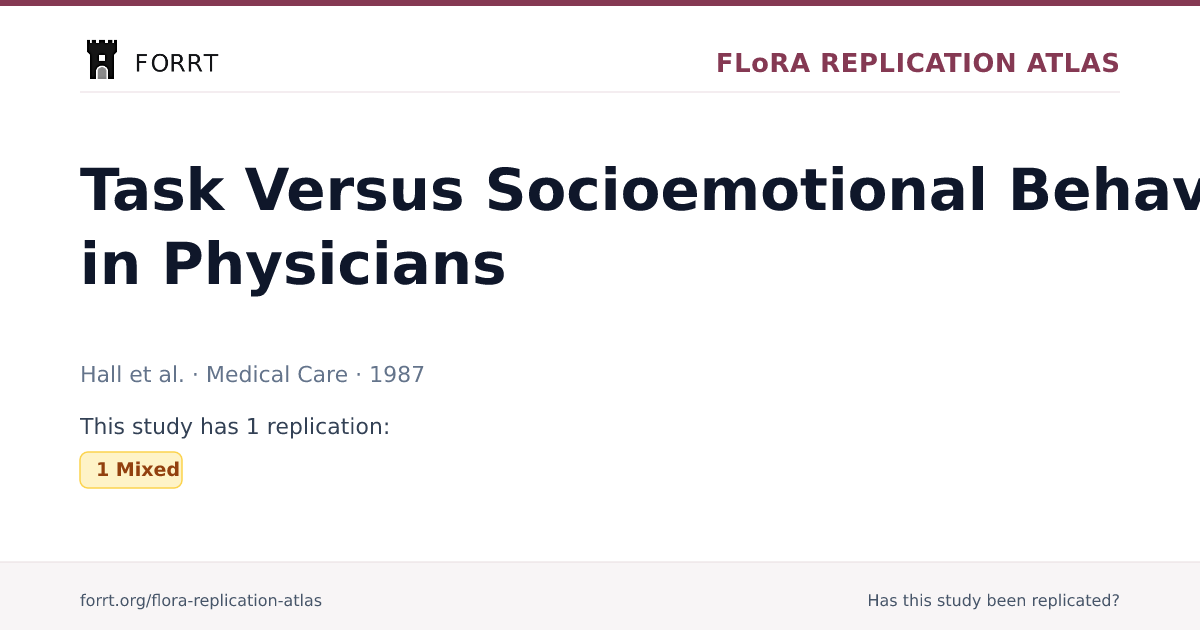 FORRT
FLoRA REPLICATION ATLAS
Task Versus Socioemotional Behav
in Physicians
Hall et al. · Medical Care · 1987
This study has 1 replication:
1 Mixed
forrt.org/flora-replication-atlas
Has this study been replicated?